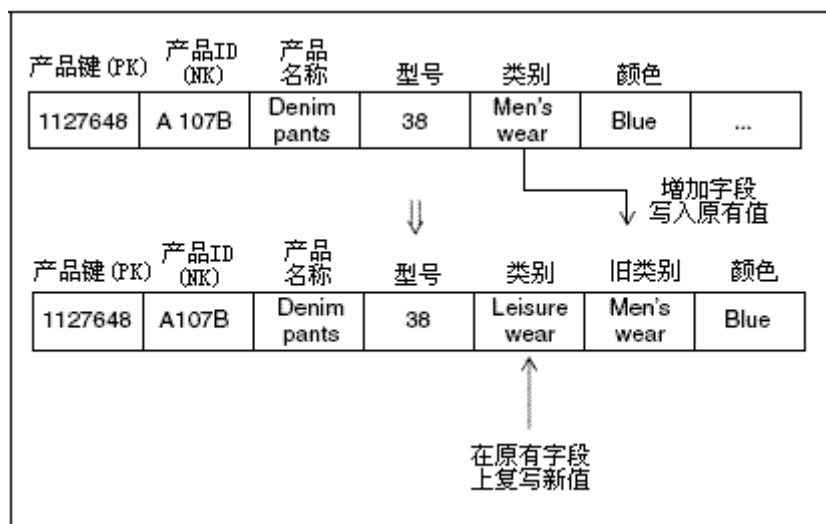 产品键(PK)
产品ID
(NK)
产品
名称
型号
类别
颜色
1127648
A 107B
Denim
pants
38
Men's
wear
Blue
...
增加字段
写入原有值
产品键(PK)
产品ID
(NK)
产品
名称
型号
类别
旧类别
颜色
1127648
A107B
Denim
pants
38
Leisure
wear
Men's
wear
Blue
在原有字段
上复写新值